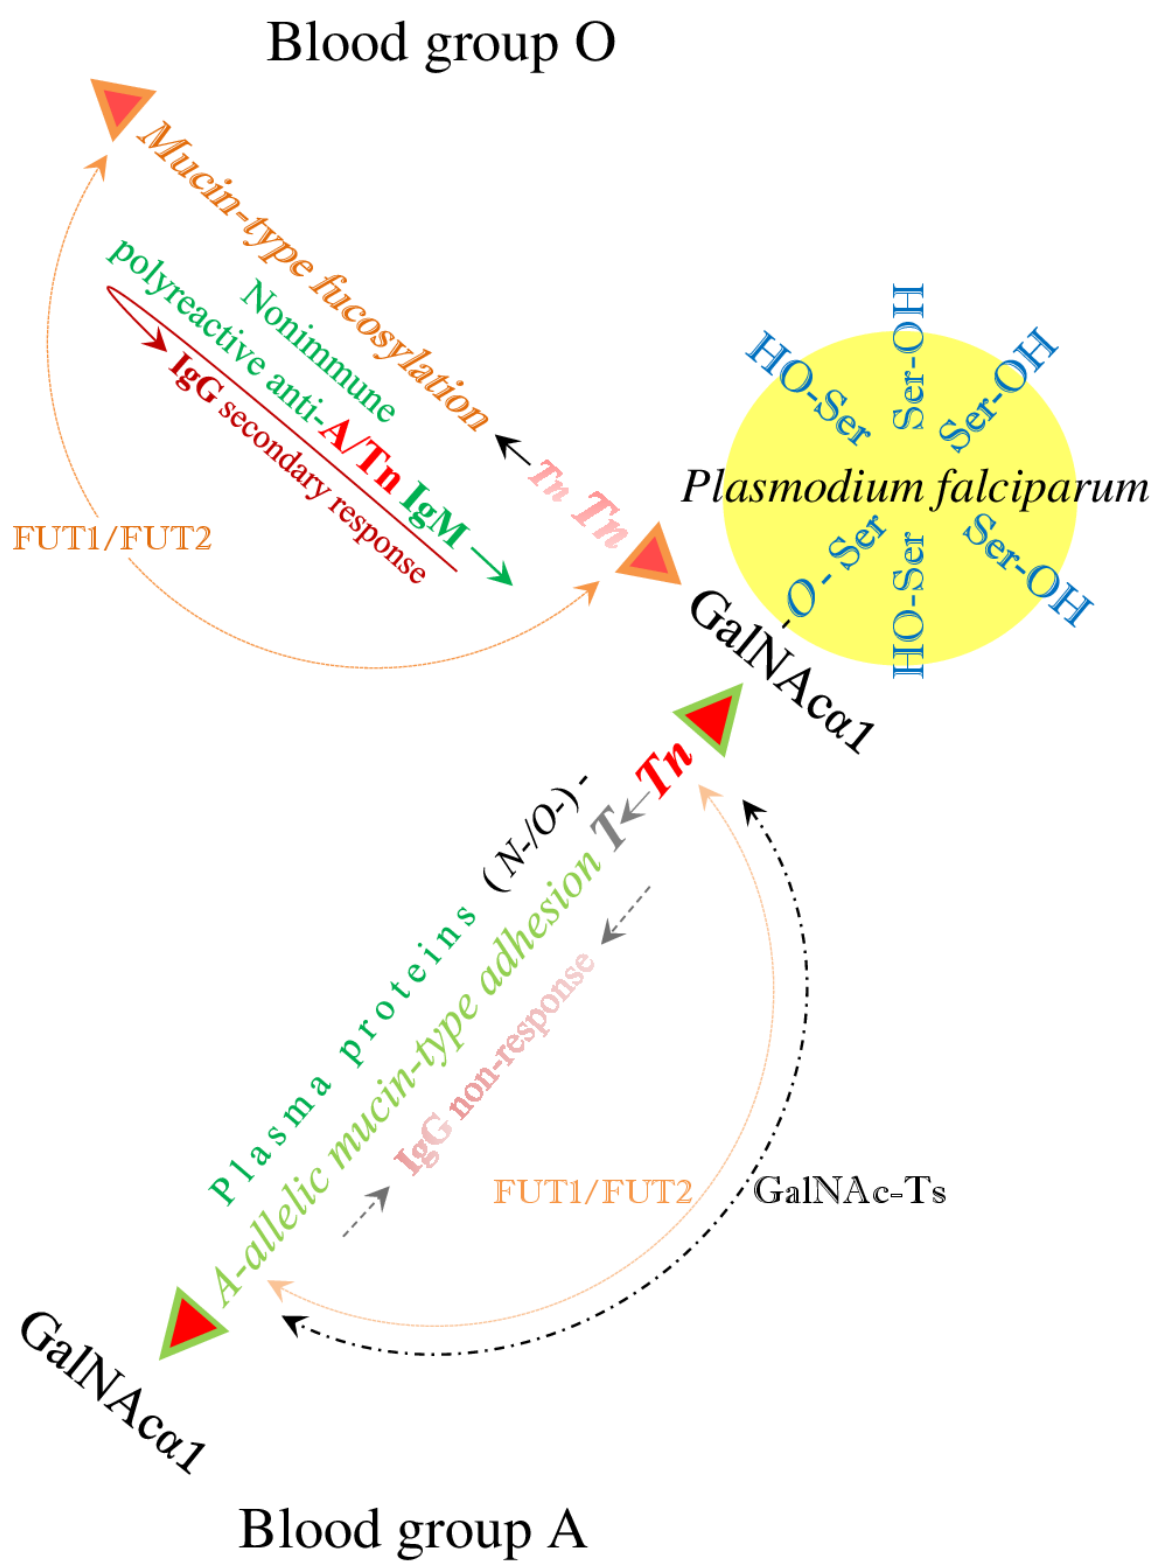 Blood group O
Mucin-type fucosylation
Nonimmune
polyreactive anti-A/Tn IgM
IgG secondary response
FUT1/FUT2
Tn Tn
HO-Ser
Ser-OH
Ser-OH
Plasmodium falciparum
-O- Ser
HO-Ser
Ser-OH
GalNAcα1
Tn
T
(N-/O-)-
Plasma proteins
A-allelic mucin-type adhesion
IgG non-response
FUT1/FUT2
GalNAc-Ts
GalNAcα1
Blood group A